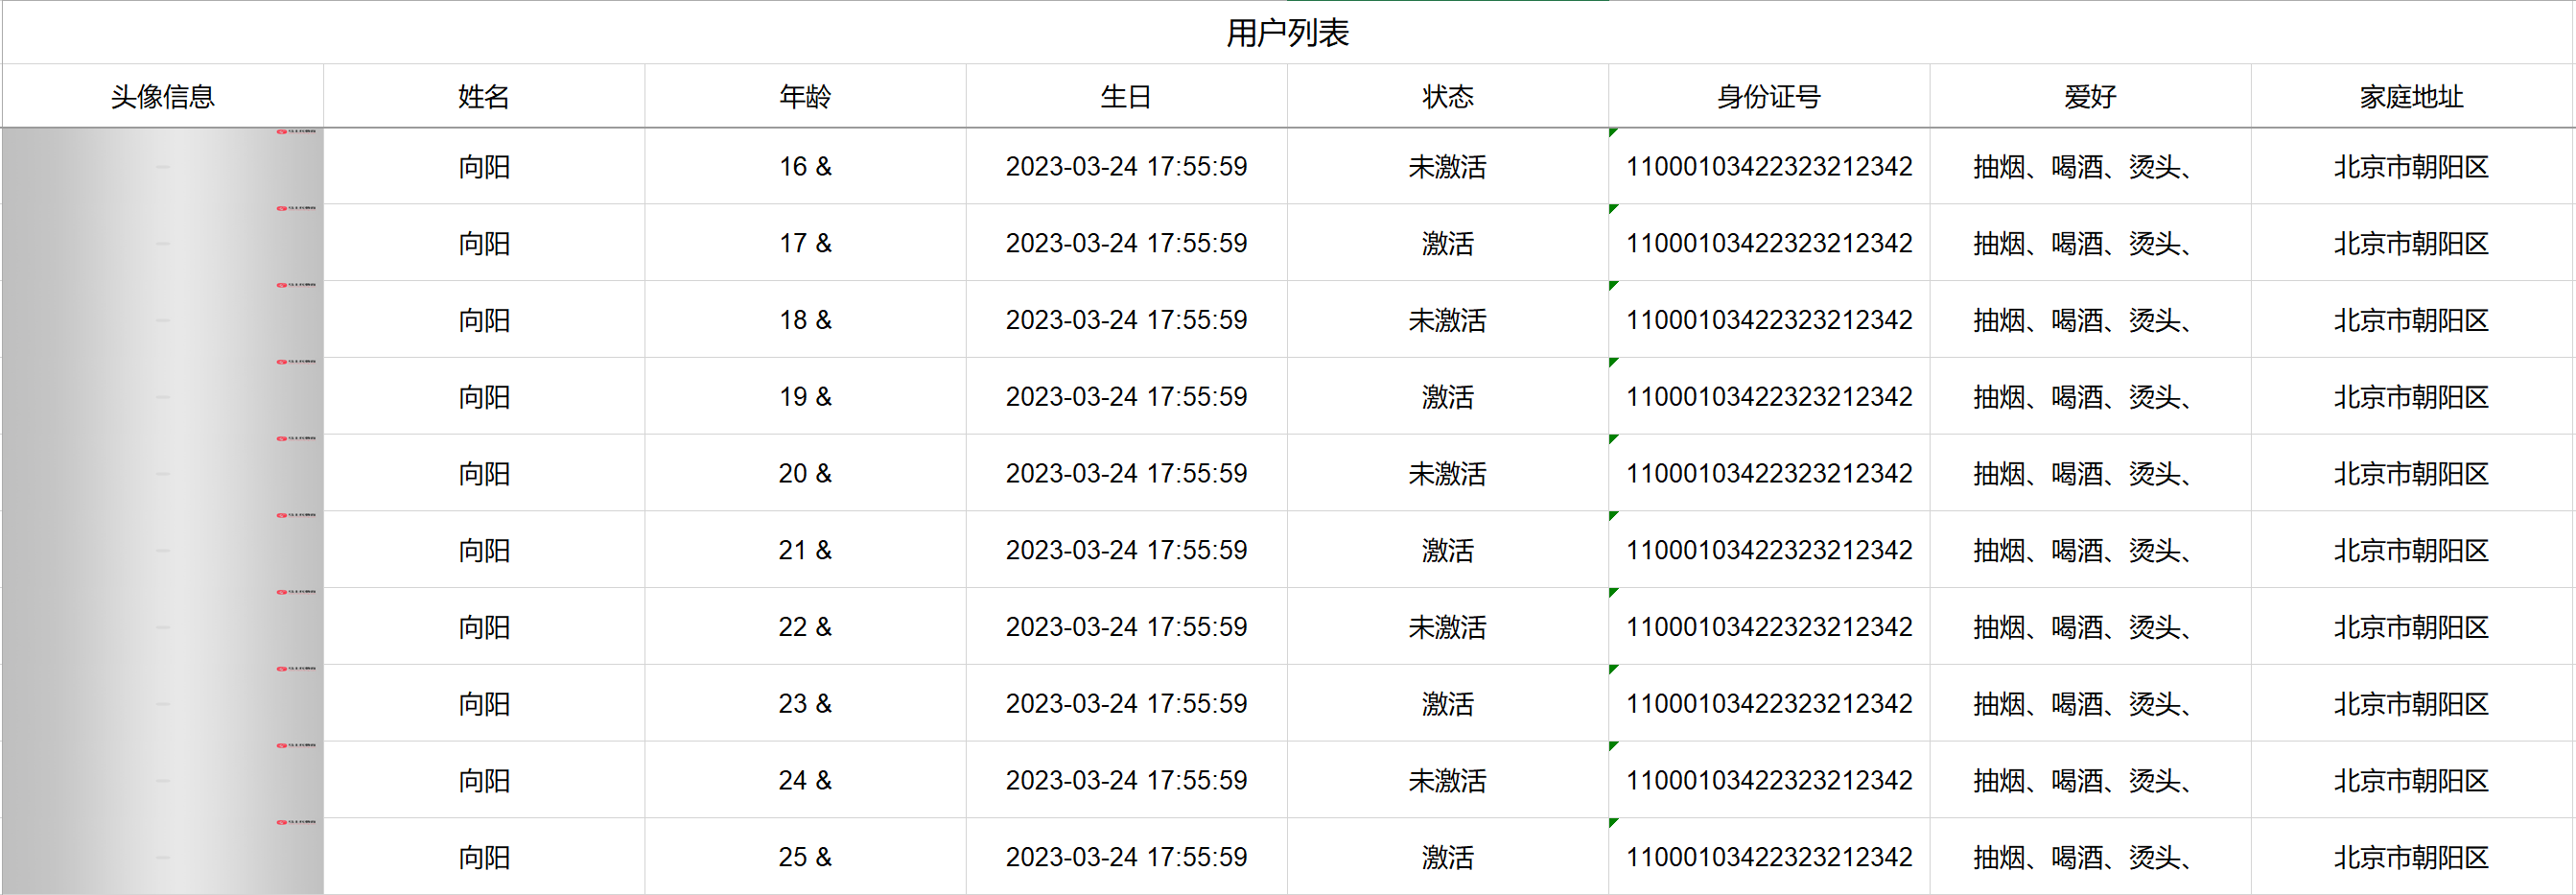 用户列表
头像信息 姓名 年龄 生日 状态 身份证号 爱好 家庭地址
向阳 16 & 2023-03-24 17:55:59 未激活 11000103422323212342 抽烟、喝酒、烫头、 北京市朝阳区
向阳 17 & 2023-03-24 17:55:59 激活 11000103422323212342 抽烟、喝酒、烫头、 北京市朝阳区
向阳 18 & 2023-03-24 17:55:59 未激活 11000103422323212342 抽烟、喝酒、烫头、 北京市朝阳区
向阳 19 & 2023-03-24 17:55:59 激活 11000103422323212342 抽烟、喝酒、烫头、 北京市朝阳区
向阳 20 & 2023-03-24 17:55:59 未激活 11000103422323212342 抽烟、喝酒、烫头、 北京市朝阳区
向阳 21 & 2023-03-24 17:55:59 激活 11000103422323212342 抽烟、喝酒、烫头、 北京市朝阳区
向阳 22 & 2023-03-24 17:55:59 未激活 11000103422323212342 抽烟、喝酒、烫头、 北京市朝阳区
向阳 23 & 2023-03-24 17:55:59 激活 11000103422323212342 抽烟、喝酒、烫头、 北京市朝阳区
向阳 24 & 2023-03-24 17:55:59 未激活 11000103422323212342 抽烟、喝酒、烫头、 北京市朝阳区
向阳 25 & 2023-03-24 17:55:59 激活 11000103422323212342 抽烟、喝酒、烫头、 北京市朝阳区